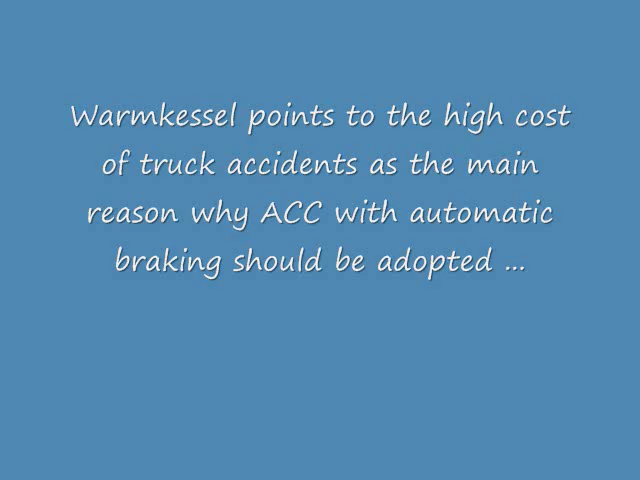 Warmkessel points to the high cost
of truck accidents as the main
reason why ACC with automatic
braking should be adopted ...